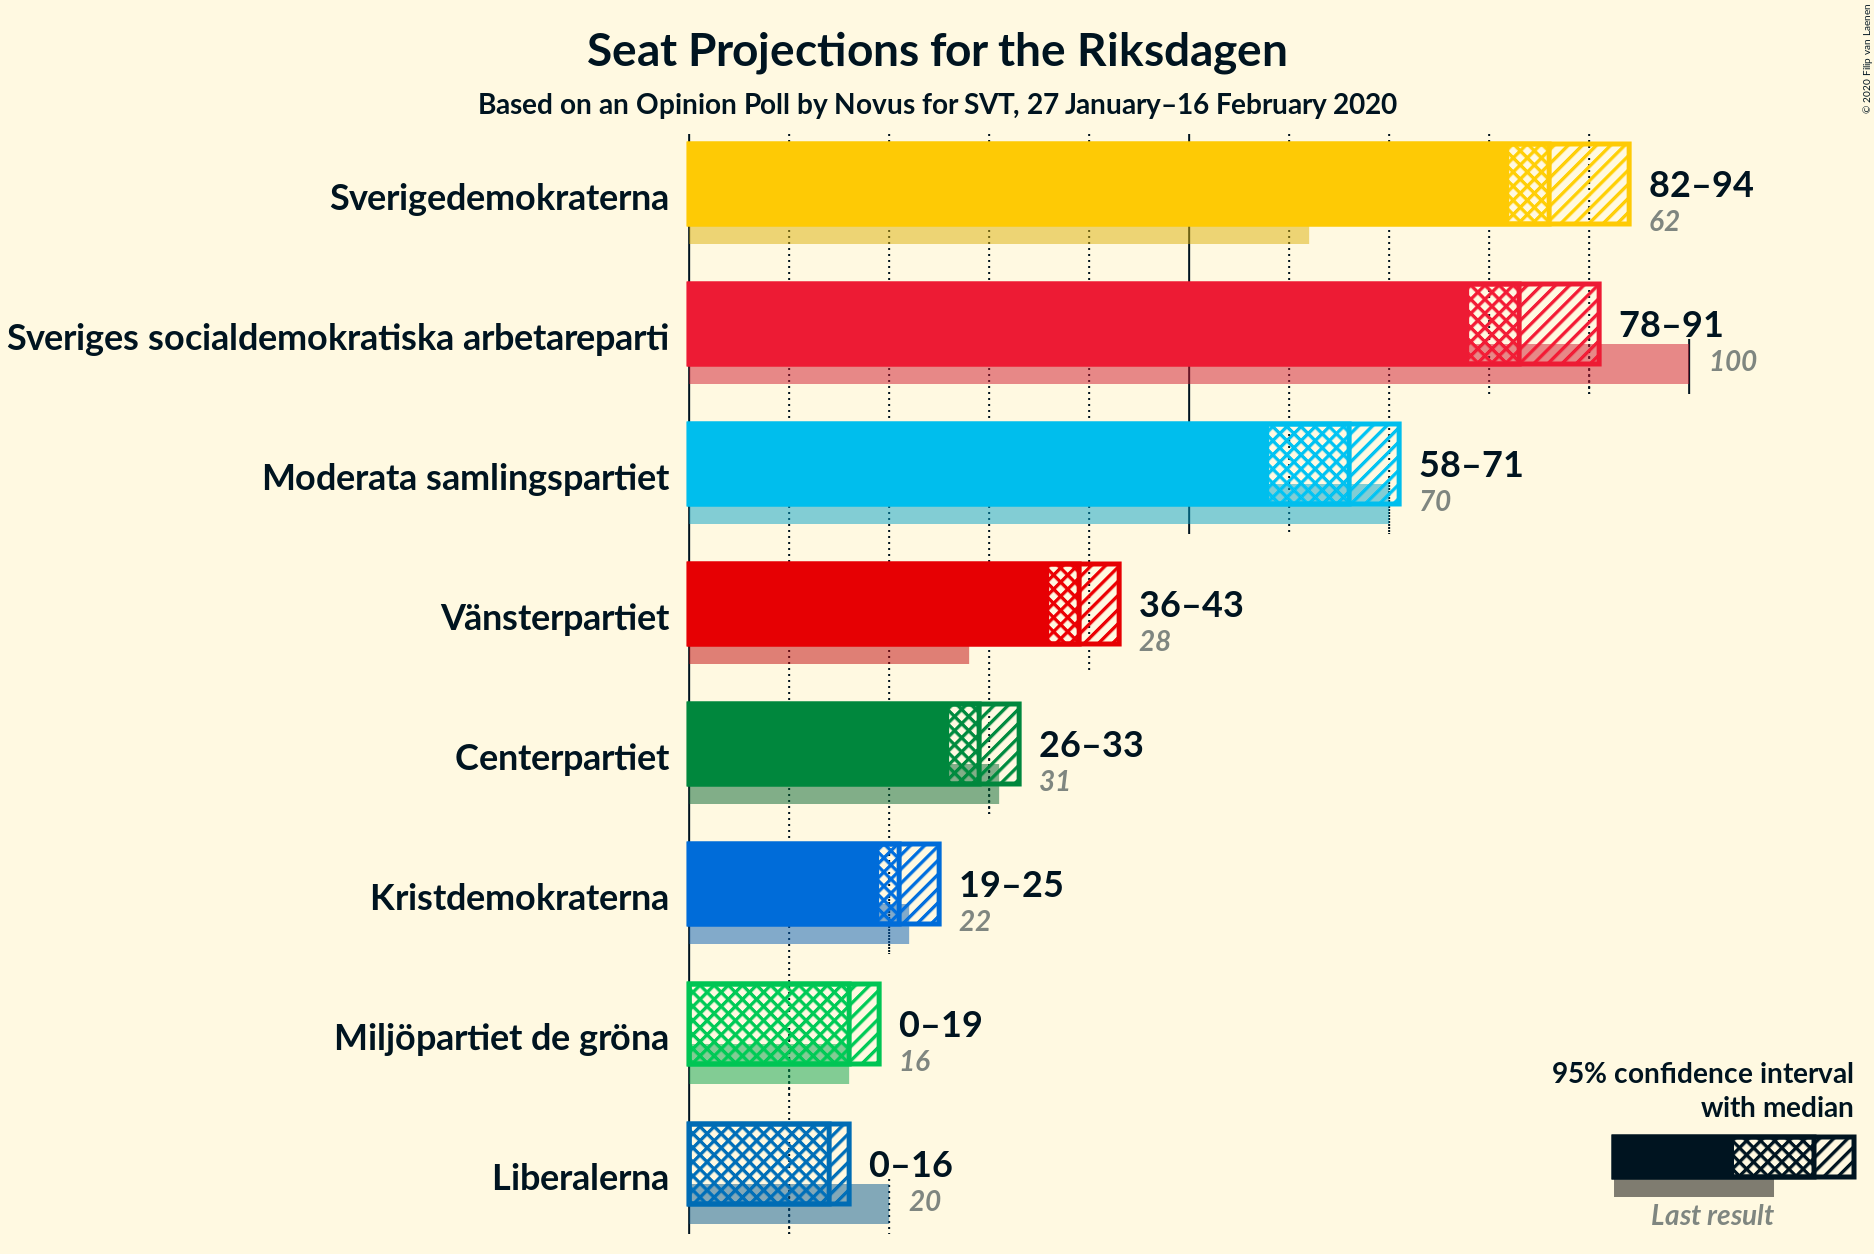 Seat Projections for the Riksdagen
Based on an Opinion Poll by Novus for SVT, 27 January–16 February 2020
© 2020 Filip van Laenen
Sverigedemokraterna
82–94
62
Sveriges socialdemokratiska arbetareparti
78–91
100
Moderata samlingspartiet
58–71
70
Vänsterpartiet
36–43
28
Centerpartiet
26–33
31
Kristdemokraterna
19–25
22
Miljöpartiet de gröna
0–19
16
Liberalerna
0–16
20
95% confidence interval
with median
Last result